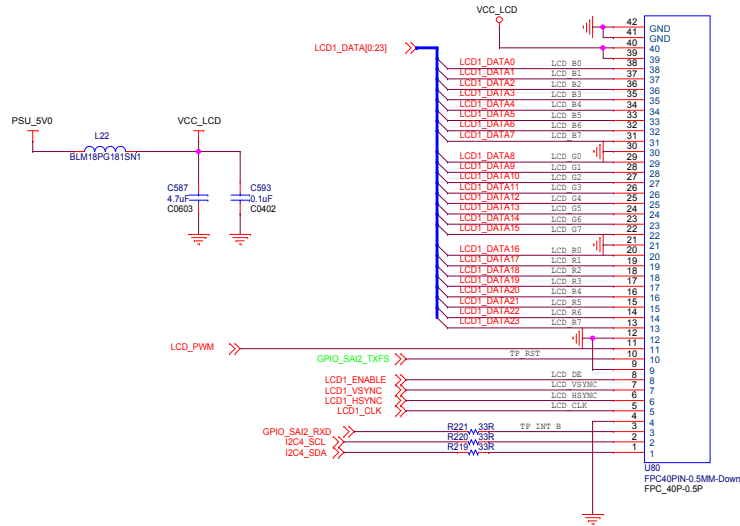 VCC_LCD
42 GND
41 GND
LCD1_DATA[0:23] 40 40
39 39
LCD1_DATA0 LCD_B0 38 38
LCD1_DATA1 LCD_B1 37 37
LCD1_DATA2 LCD_B2 36 36
LCD1_DATA3 LCD_B3 35 35
LCD1_DATA4 LCD_B4 34 34
LCD1_DATA5 LCD_B5 33 33
LCD1_DATA6 LCD_B6 32 32
LCD1_DATA7 LCD_B7 31 31
30 30
LCD1_DATA8 LCD_G0 29 29
LCD1_DATA9 LCD_G1 28 28
LCD1_DATA10 LCD_G2 27 27
LCD1_DATA11 LCD_G3 26 26
LCD1_DATA12 LCD_G4 25 25
LCD1_DATA13 LCD_G5 24 24
LCD1_DATA14 LCD_G6 23 23
LCD1_DATA15 LCD_G7 22 22
21 21
LCD1_DATA16 LCD_R0 20 20
LCD1_DATA17 LCD_R1 19 19
LCD1_DATA18 LCD_R2 18 18
LCD1_DATA19 LCD_R3 17 17
LCD1_DATA20 LCD_R4 16 16
LCD1_DATA21 LCD_R5 15 15
LCD1_DATA22 LCD_R6 14 14
LCD1_DATA23 LCD_R7 13 13
12 12
LCD_PWM 11 11
GPIO_SAI2_TXFS TP_RST 10 10
9 9
LCD1_ENABLE LCD_DE 8 8
LCD1_VSYNC LCD_VSYNC 7 7
LCD1_HSYNC LCD_HSYNC 6 6
LCD1_CLK LCD_CLK 5 5
4 4
GPIO_SAI2_RXD R221 33R TP_INT_B 3 3
I2C4_SCL R220 33R 2 2
I2C4_SDA R219 33R 1 1
U80
FPC40PIN-0.5MM-Down
FPC_40P-0.5P
PSU_5V0 VCC_LCD
L22
BLM18PG181SN1
C587 C593
4.7uF 0.1uF
C0603 C0402